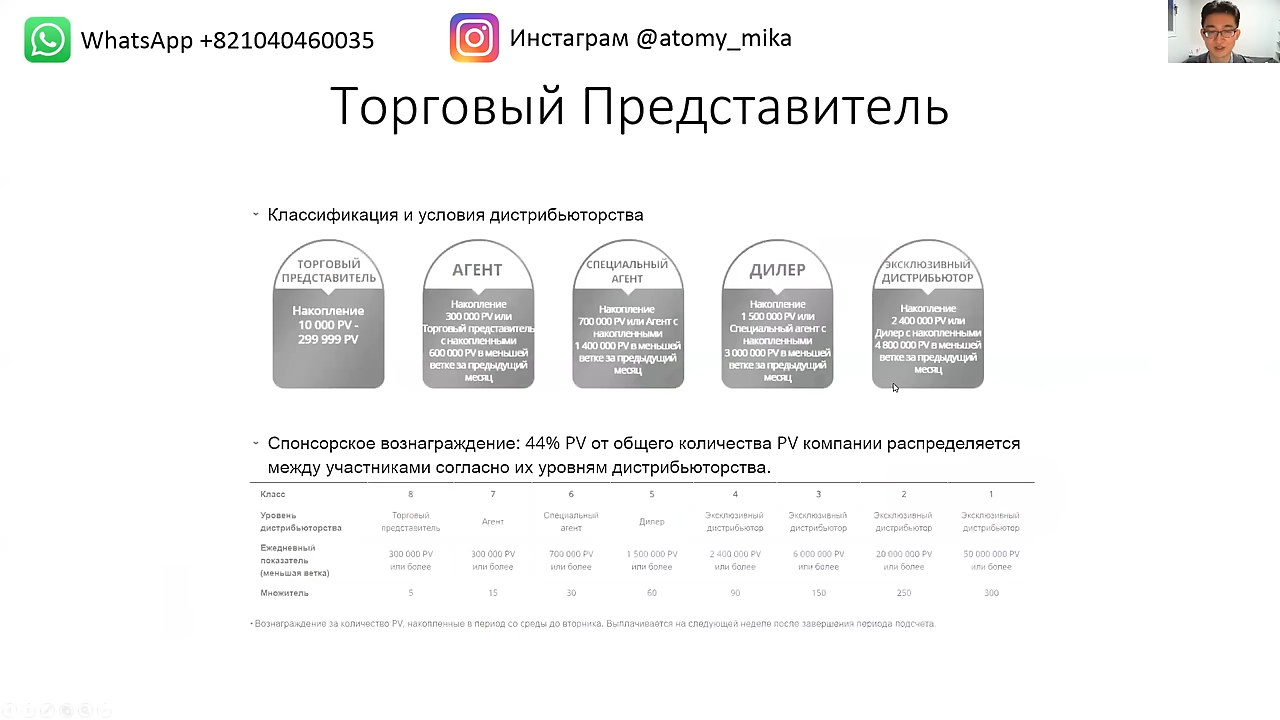 WhatsApp +821040460035
Инстаграм @atomy_mika
Торговый Представитель
Классификация и условия дистрибьюторства
ТОРГОВЫЙ
ПРЕДСТАВИТЕЛЬ
Накопление
10 000 PV -
299 999 PV
АГЕНТ
Накопление
300 000 PV или
Торговый представитель
с накопленными
600 000 PV в меньшей
ветке за предыдущий
месяц
СПЕЦИАЛЬНЫЙ
АГЕНТ
Накопление
700 000 PV или Агент с
накопленными
1 400 000 PV в меньшей
ветке за предыдущий
месяц
ДИЛЕР
Накопление
1 500 000 PV или
Специальный агент с
накопленными
3 000 000 PV в меньшей
ветке за предыдущий
месяц
ЭКСКЛЮЗИВНЫЙ
ДИСТРИБЬЮТОР
Накопление
2 400 000 PV или
Дилер с накопленными
4 800 000 PV в меньшей
ветке за предыдущий
месяц
Спонсорское вознаграждение: 44% PV от общего количества PV компании распределяется
между участниками согласно их уровням дистрибьюторства.
Класс 8 7 6 5 4 3 2 1
Уровень Торговый Специальный Эксклюзивный Эксклюзивный Эксклюзивный Эксклюзивный
Агент Дилер
дистрибьюторства представитель агент дистрибьютор дистрибьютор дистрибьютор дистрибьютор
Ежедневный
показатель 300 000 PV 300 000 PV 700 000 PV 1 500 000 PV 2 400 000 PV 6 000 000 PV 20 000 000 PV 50 000 000 PV
(меньшая ветка) или более или более или более или более или более или более или более или более
Множитель 5 15 30 60 90 150 250 300
• Вознаграждение за количество PV, накопленные в период со среды до вторника. Выплачивается на следующей неделе после завершения периода подсчета.